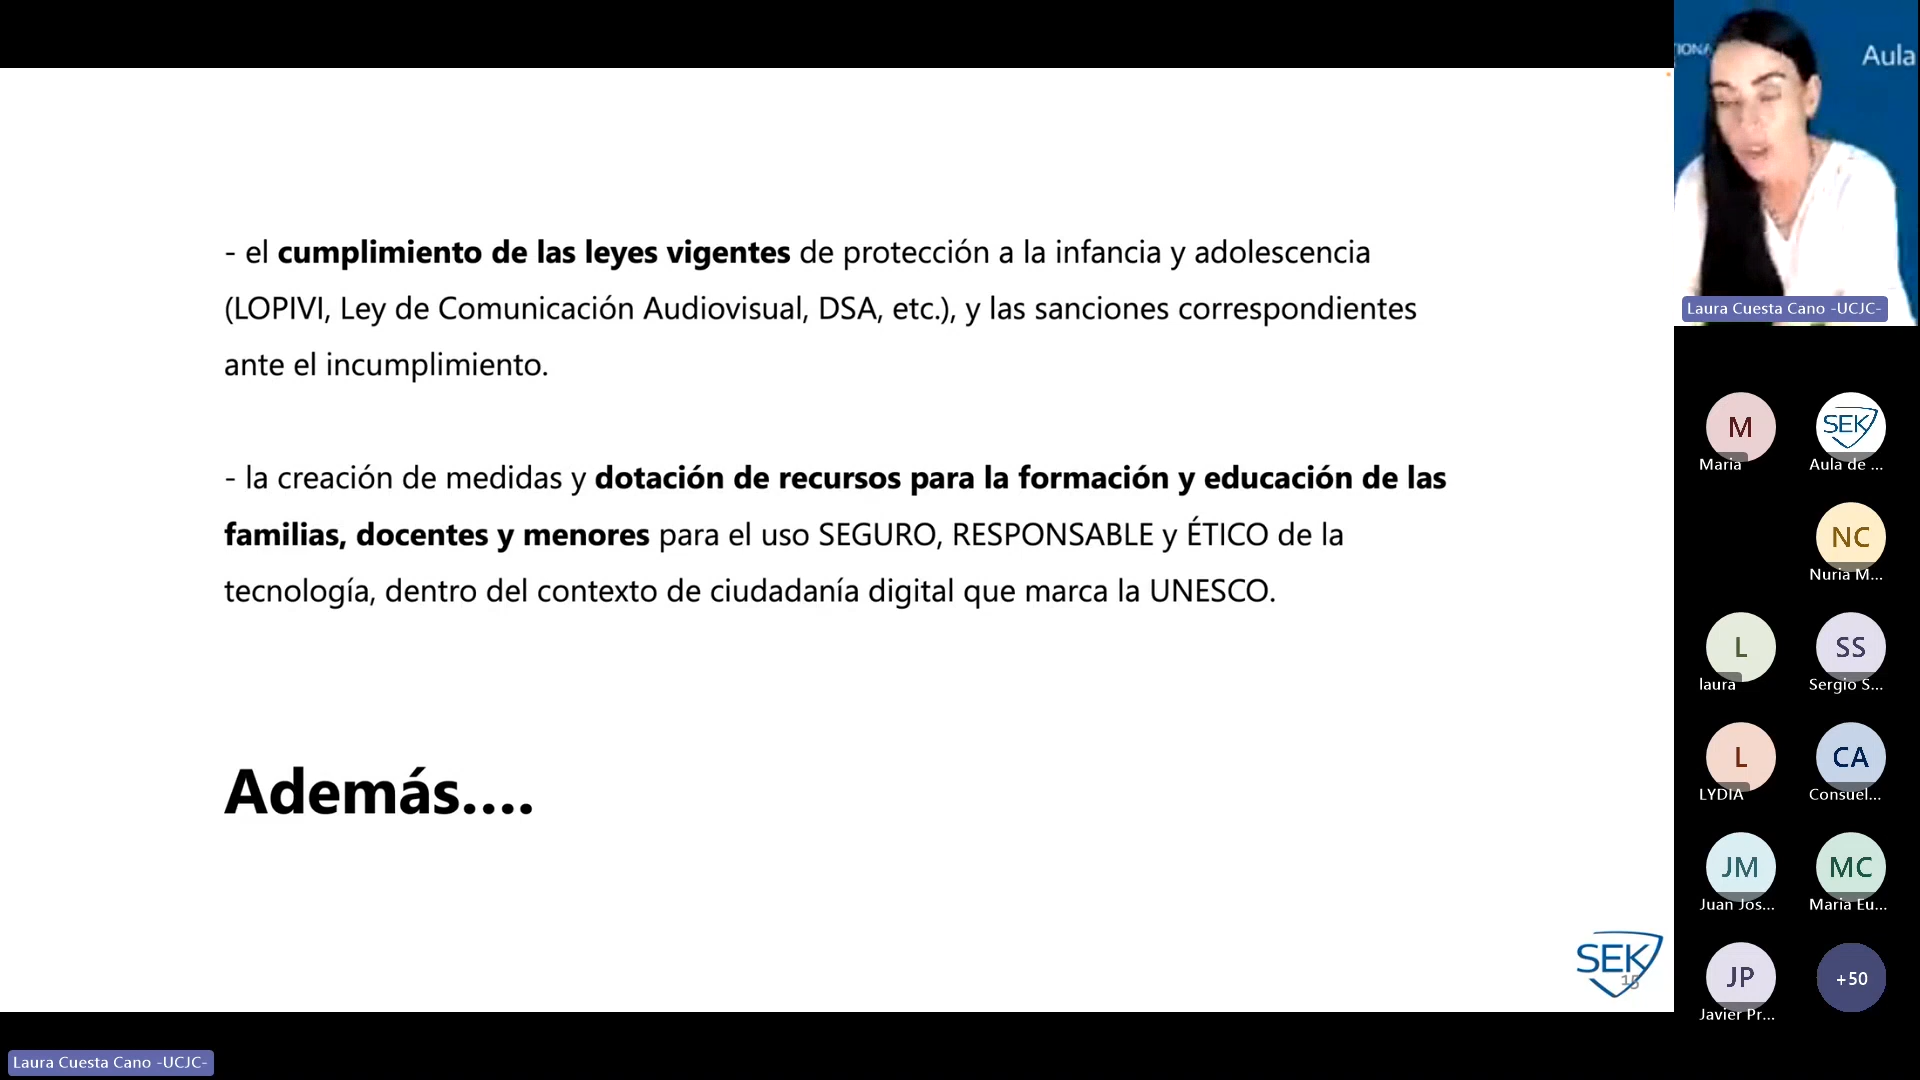 - el cumplimiento de las leyes vigentes de protección a la infancia y adolescencia
(LOPIVI, Ley de Comunicación Audiovisual, DSA, etc.), y las sanciones correspondientes
ante el incumplimiento.
- la creación de medidas y dotación de recursos para la formación y educación de las
familias, docentes y menores para el uso SEGURO, RESPONSABLE y ÉTICO de la
tecnología, dentro del contexto de ciudadanía digital que marca la UNESCO.
Además....
SEK
15
Laura Cuesta Cano -UCJC-
Aula
Laura Cuesta Cano -UCJC-
M
Maria
SEK
Aula de ...
NC
Nuria M...
L
laura
SS
Sergio S...
L
LYDIA
CA
Consuel...
JM
Juan Jos...
MC
Maria Eu...
JP
Javier Pr...
+50